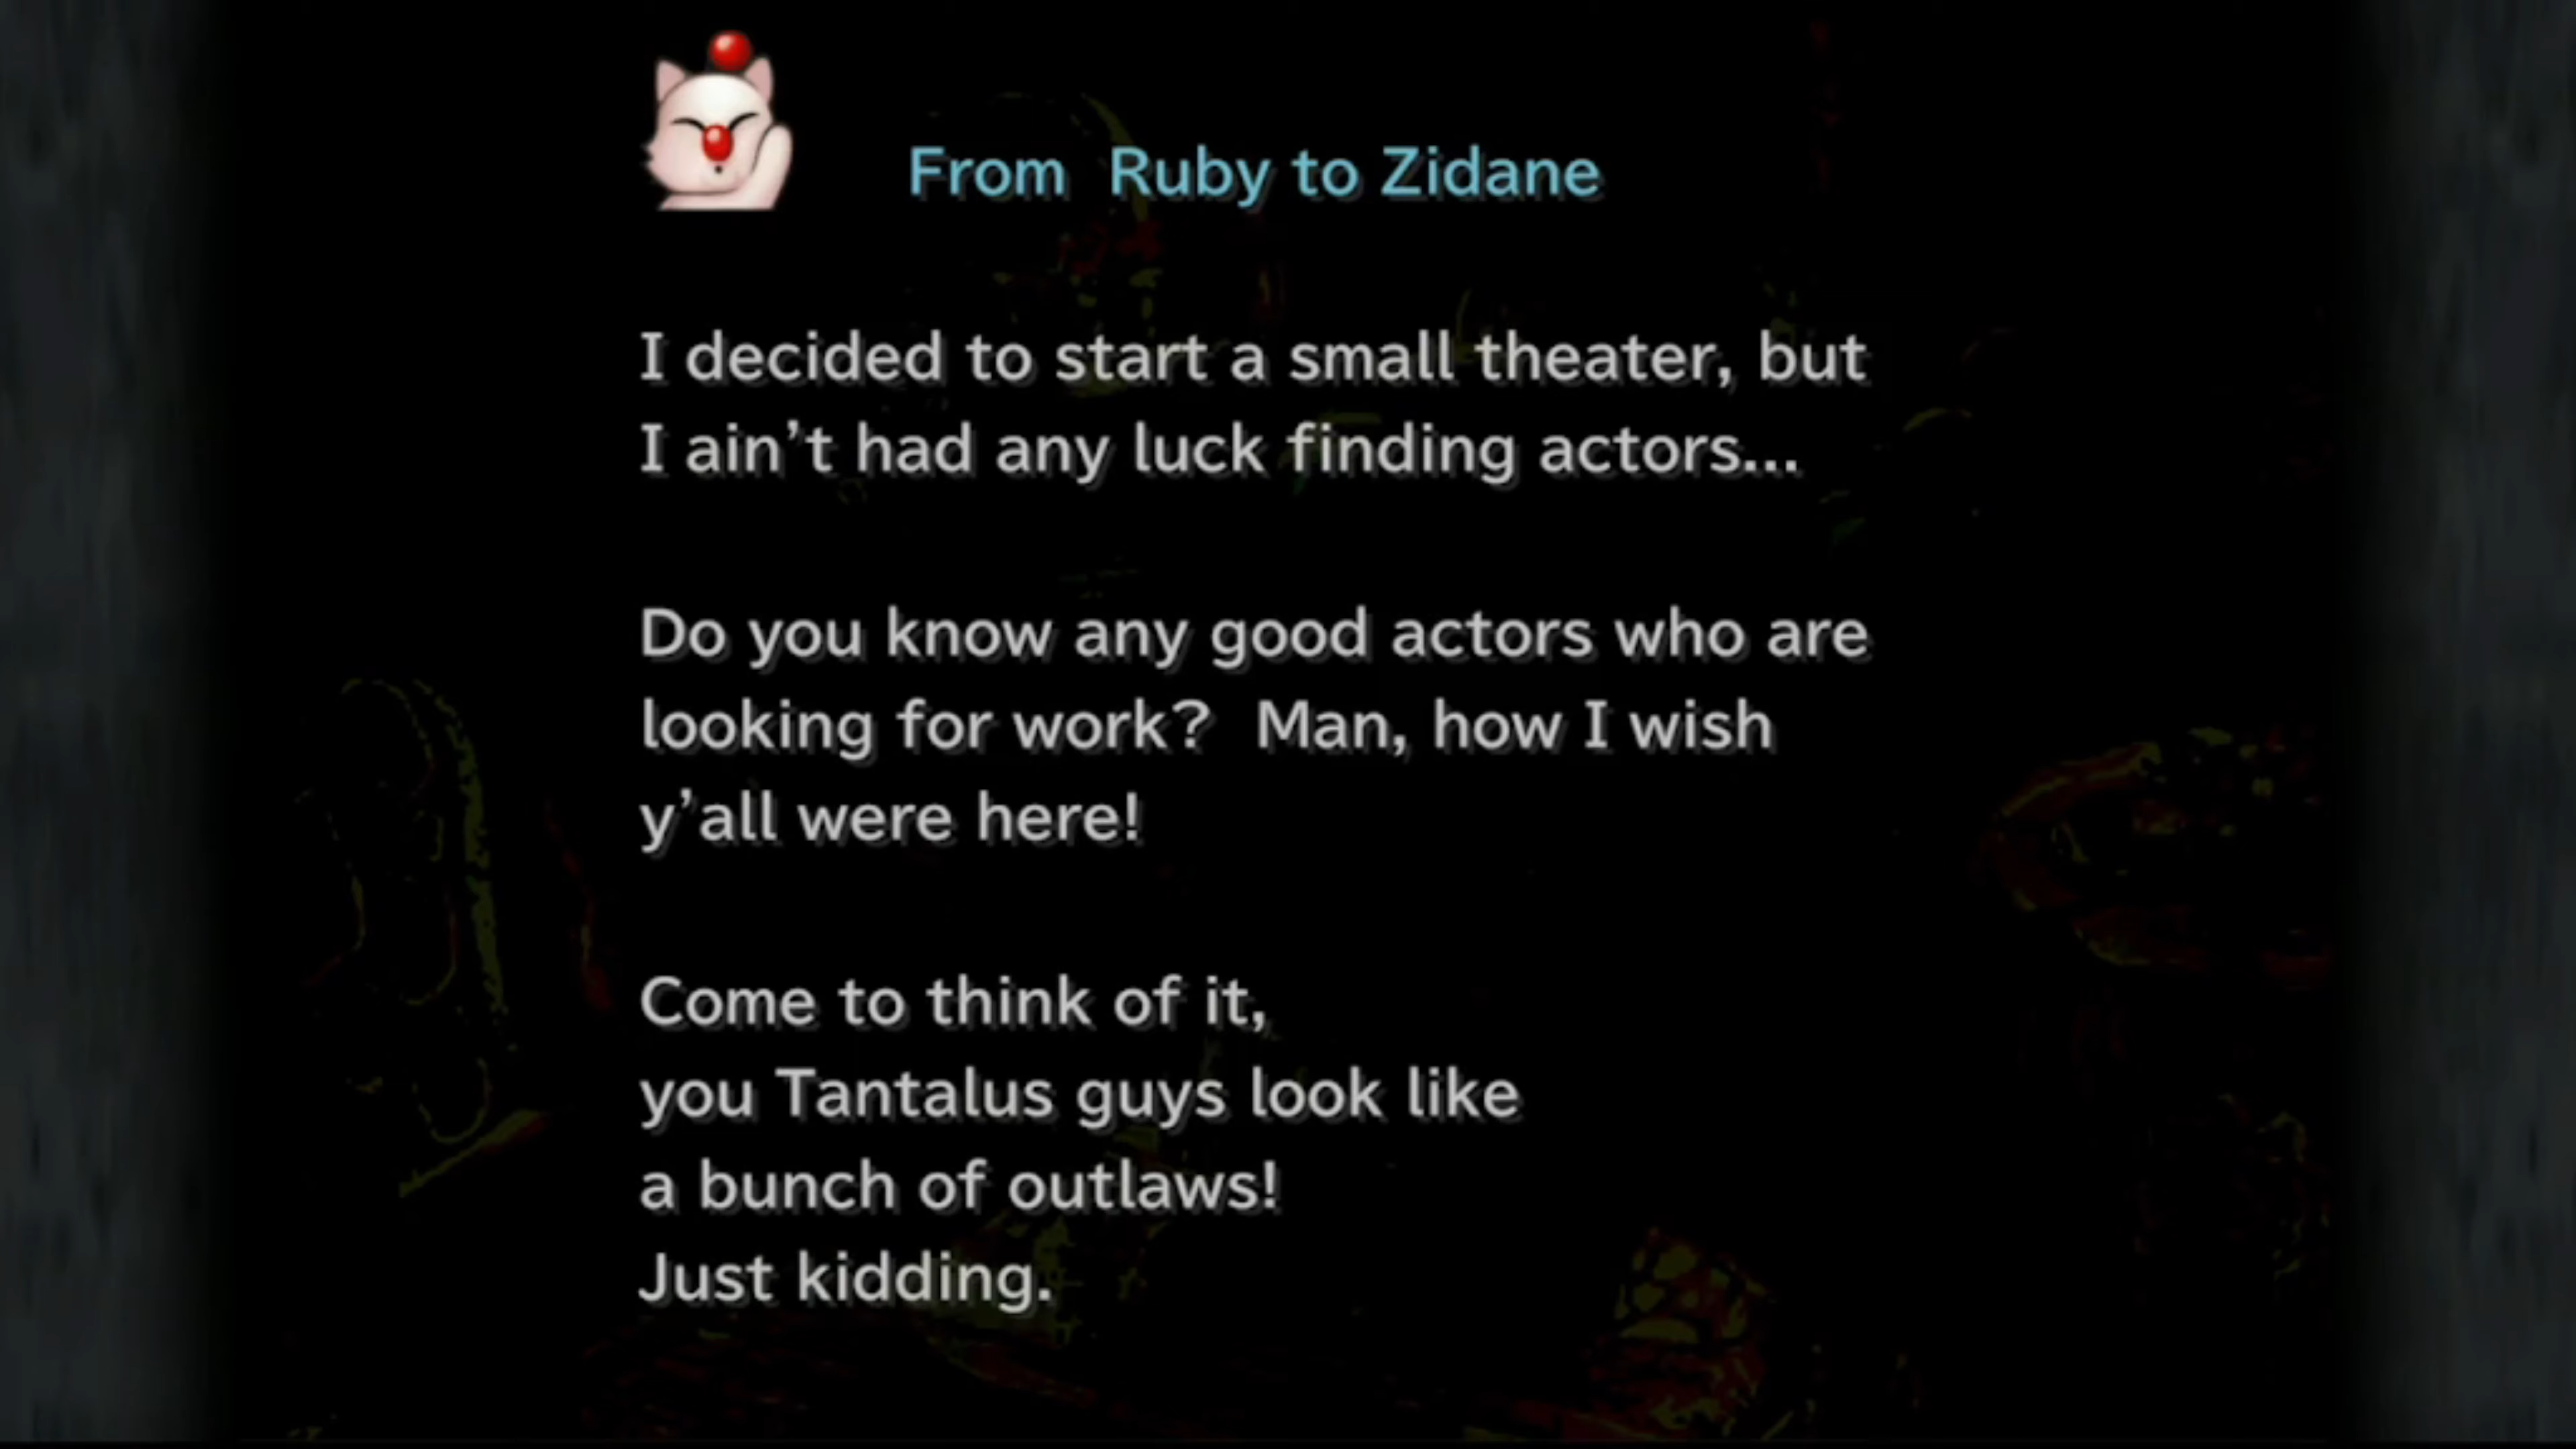 From  Ruby to Zidane
I decided to start a small theater, but
I ain’t had any luck finding actors...
Do you know any good actors who are
looking for work?  Man, how I wish
y’all were here!
Come to think of it,
you Tantalus guys look like
a bunch of outlaws!
Just kidding.